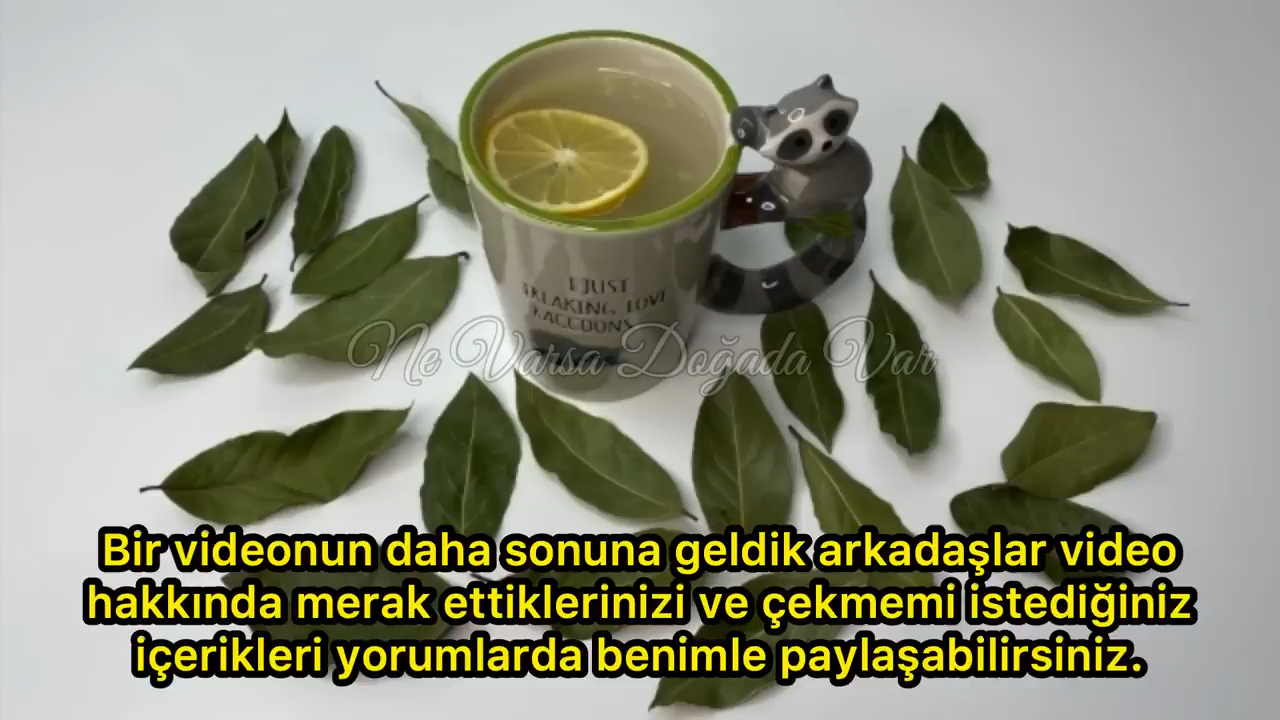 I JUST
FREAKING LOVE
RACCOONS
Ne Varsa Doğada Var
Bir videonun daha sonuna geldik arkadaşlar video
hakkında merak ettiklerinizi ve çekmemi istediğiniz
içerikleri yorumlarda benimle paylaşabilirsiniz.